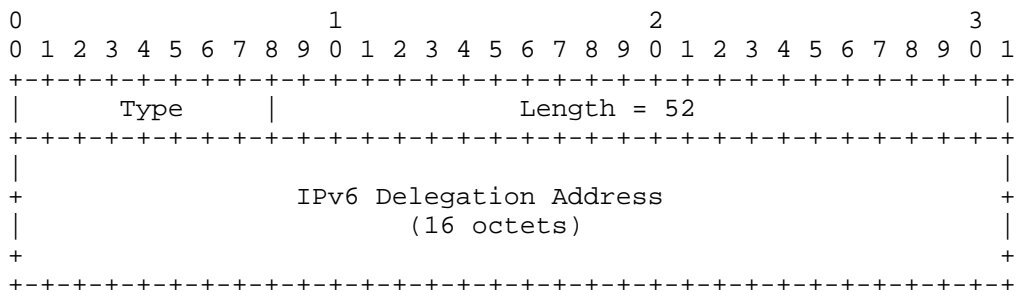 0                   1                   2                   3
0 1 2 3 4 5 6 7 8 9 0 1 2 3 4 5 6 7 8 9 0 1 2 3 4 5 6 7 8 9 0 1
+-+-+-+-+-+-+-+-+-+-+-+-+-+-+-+-+-+-+-+-+-+-+-+-+-+-+-+-+-+-+-+
|      Type     |               Length = 52                   |
+-+-+-+-+-+-+-+-+-+-+-+-+-+-+-+-+-+-+-+-+-+-+-+-+-+-+-+-+-+-+-+
|                                                             |
+                 IPv6 Delegation Address                     +
|                        (16 octets)                          |
+                                                             +
+-+-+-+-+-+-+-+-+-+-+-+-+-+-+-+-+-+-+-+-+-+-+-+-+-+-+-+-+-+-+-+